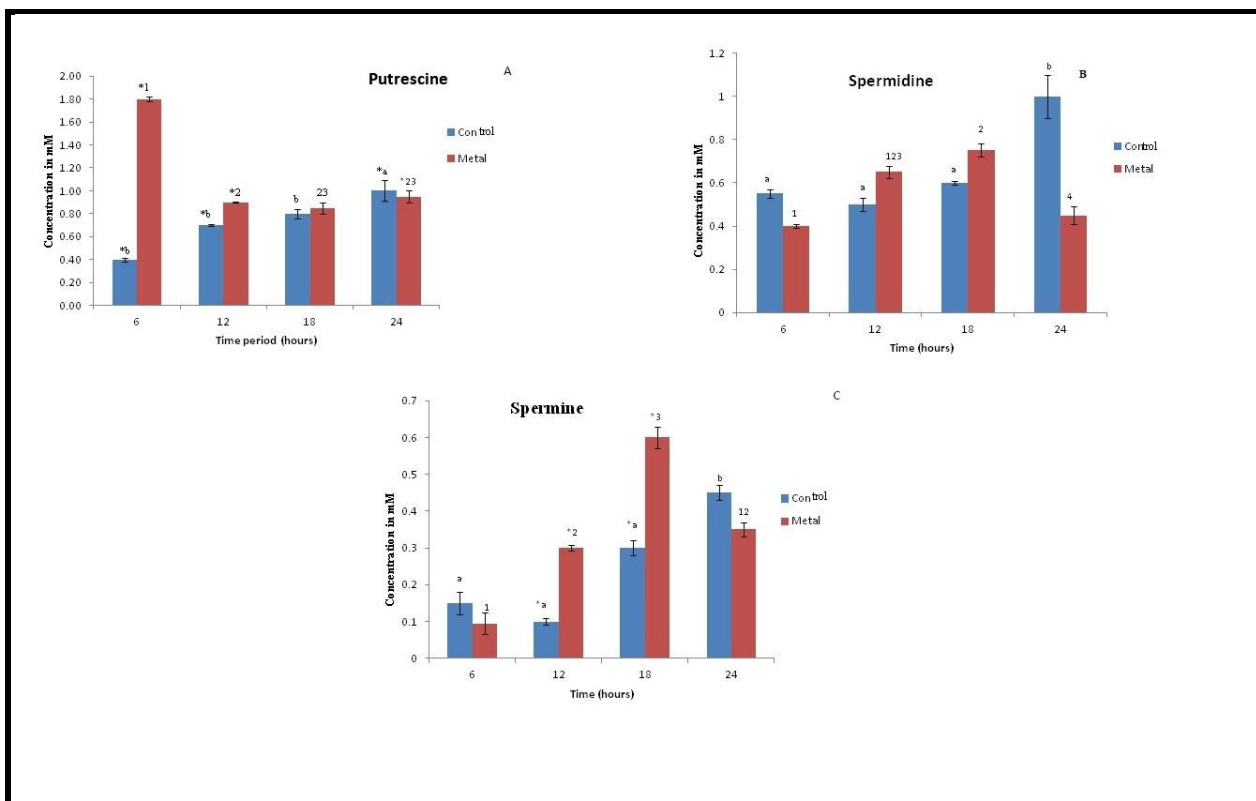 Putrescine
A
Concentration in mM
2.00
1.80
1.60
1.40
1.20
1.00
0.80
0.60
0.40
0.20
0.00
*b
*1
*b
*2
b
23
*a
*23
6
12
18
24
Time period (hours)
Control
Metal
Spermidine
B
Concentration in mM
1.2
1
0.8
0.6
0.4
0.2
0
a
1
a
123
a
2
b
4
6
12
18
24
Time (hours)
Control
Metal
Spermine
C
Concentration in mM
0.7
0.6
0.5
0.4
0.3
0.2
0.1
0
a
1
*a
*2
*a
*3
b
12
6
12
18
24
Time (hours)
Control
Metal